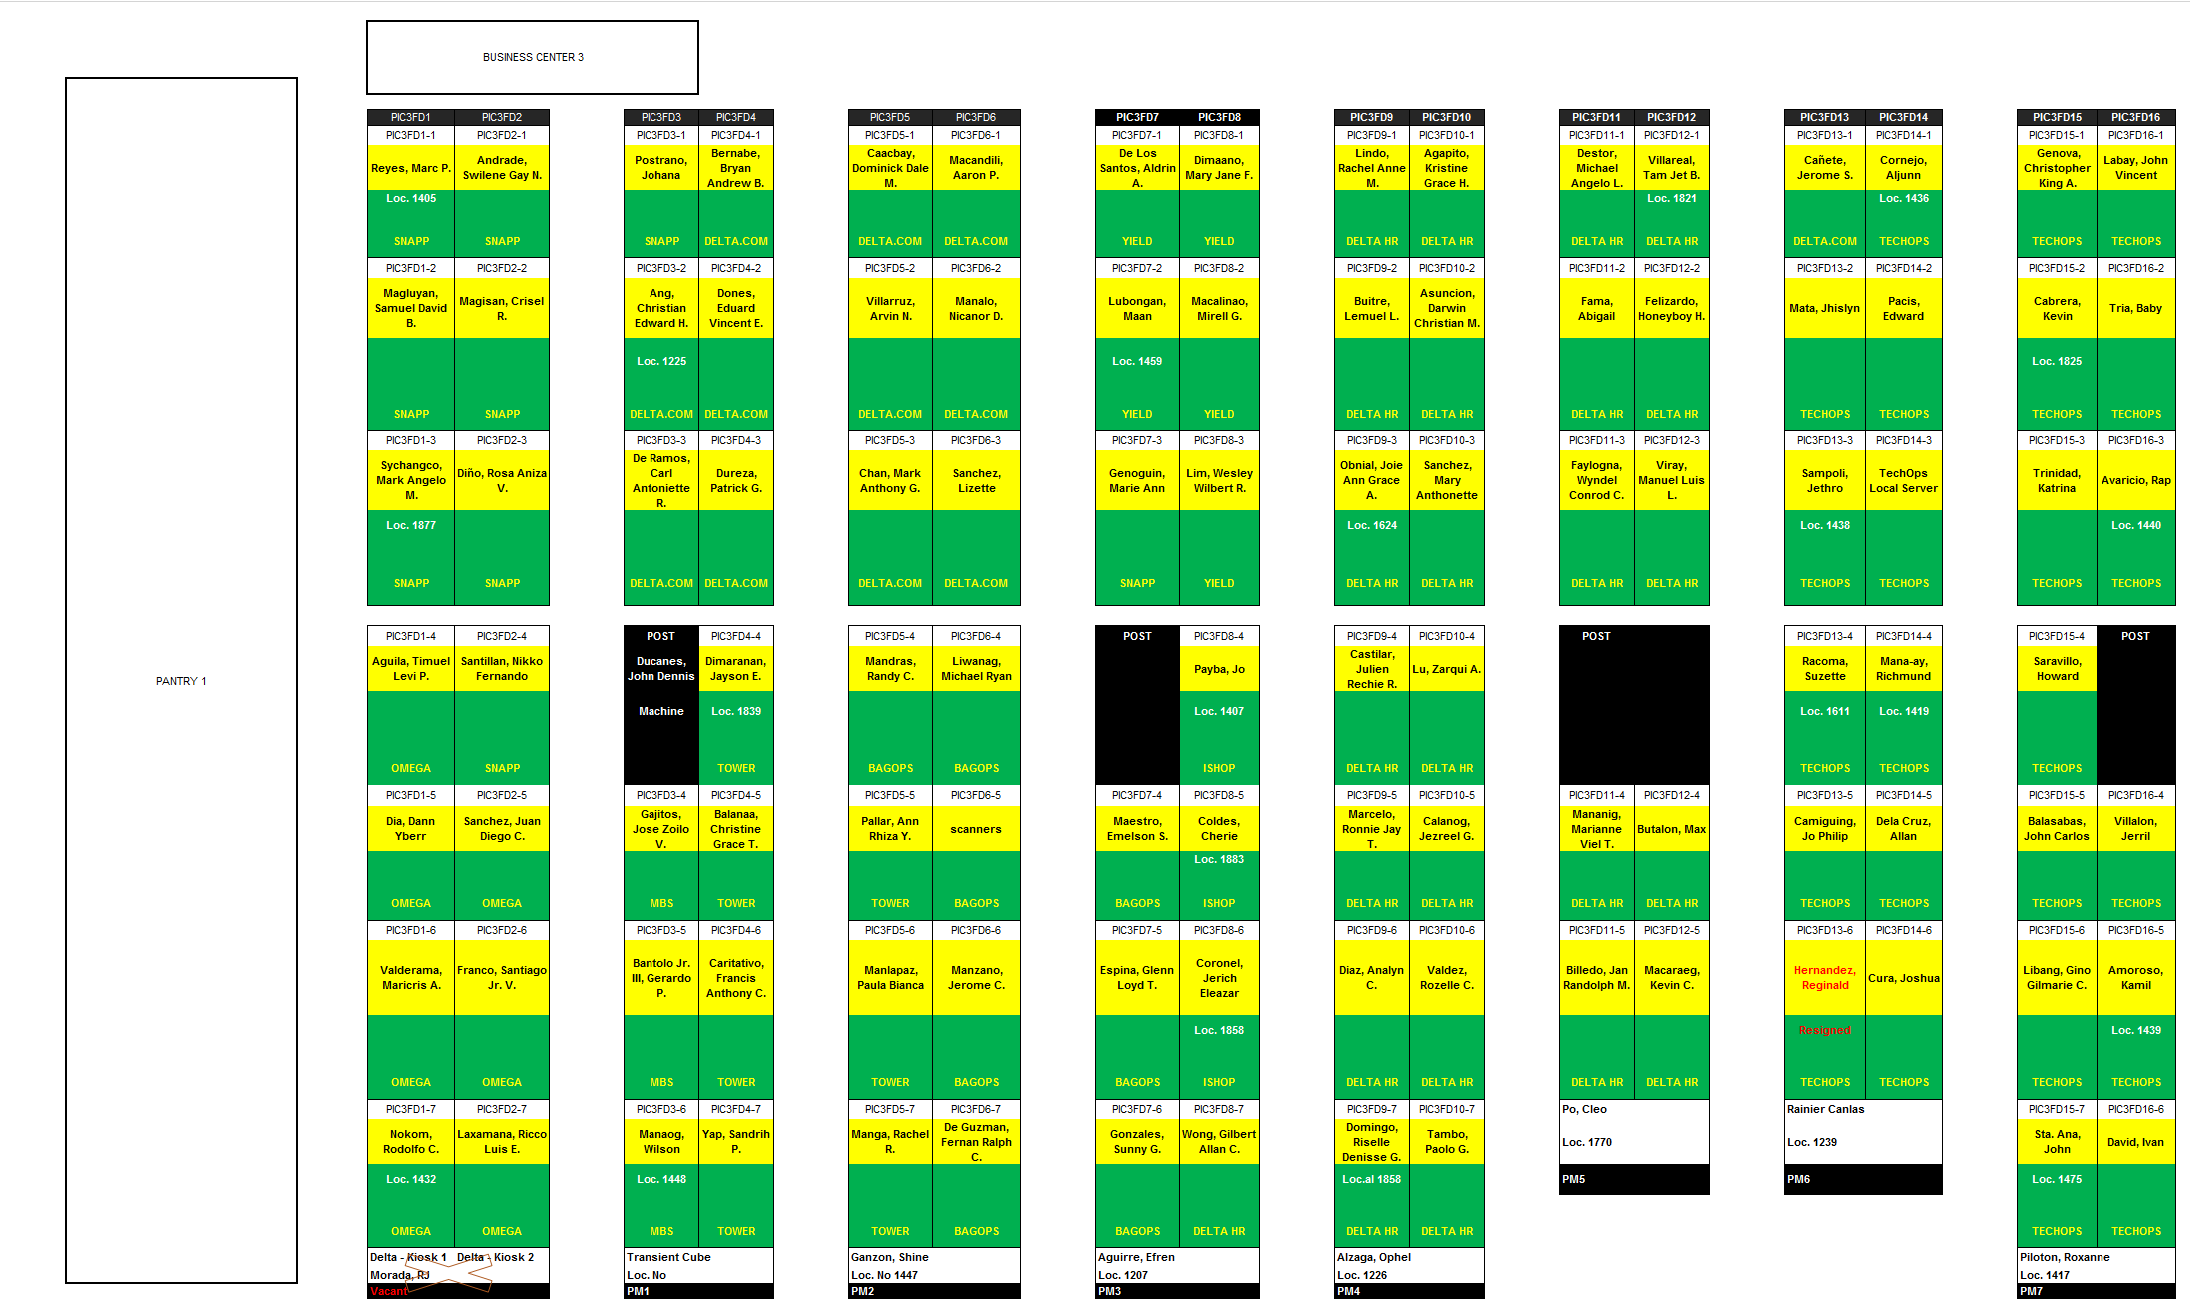 BUSINESS CENTER 3
PANTRY 1
PIC3FD1 PIC3FD2 PIC3FD3 PIC3FD4 PIC3FD5 PIC3FD6 PIC3FD7 PIC3FD8 PIC3FD9 PIC3FD10 PIC3FD11 PIC3FD12 PIC3FD13 PIC3FD14 PIC3FD15 PIC3FD16
PIC3FD1-1 PIC3FD2-1 PIC3FD3-1 PIC3FD4-1 PIC3FD5-1 PIC3FD6-1 PIC3FD7-1 PIC3FD8-1 PIC3FD9-1 PIC3FD10-1 PIC3FD11-1 PIC3FD12-1 PIC3FD13-1 PIC3FD14-1 PIC3FD15-1 PIC3FD16-1
Reyes, Marc P. Andrade, Swilene Gay N. Postrano, Johana Bernabe, Bryan Andrew B. Caacbay, Dominick Dale M. Macandili, Aaron P. De Los Santos, Aldrin A. Dimaano, Mary Jane F. Lindo, Rachel Anne M. Agapito, Kristine Grace H. Destor, Michael Angelo L. Villareal, Tam Jet B. Cañete, Jerome S. Cornejo, Aljunn Genova, Christopher King A. Labay, John Vincent
Loc. 1405 Loc. 1821 Loc. 1436
SNAPP SNAPP SNAPP DELTA.COM DELTA.COM DELTA.COM YIELD YIELD DELTA HR DELTA HR DELTA HR DELTA HR DELTA.COM TECHOPS TECHOPS TECHOPS
PIC3FD1-2 PIC3FD2-2 PIC3FD3-2 PIC3FD4-2 PIC3FD5-2 PIC3FD6-2 PIC3FD7-2 PIC3FD8-2 PIC3FD9-2 PIC3FD10-2 PIC3FD11-2 PIC3FD12-2 PIC3FD13-2 PIC3FD14-2 PIC3FD15-2 PIC3FD16-2
Magluyan, Samuel David B. Magisan, Crisel R. Ang, Christian Edward H. Dones, Eduard Vincent E. Villarruz, Arvin N. Manalo, Nicanor D. Lubongan, Maan Macalinao, Mirell G. Buitre, Lemuel L. Asuncion, Darwin Christian M. Fama, Abigail Felizardo, Honeyboy H. Mata, Jhislyn Pacis, Edward Cabrera, Kevin Tria, Baby
Loc. 1225 Loc. 1459 Loc. 1825
SNAPP SNAPP DELTA.COM DELTA.COM DELTA.COM DELTA.COM YIELD YIELD DELTA HR DELTA HR DELTA HR DELTA HR TECHOPS TECHOPS TECHOPS TECHOPS
PIC3FD1-3 PIC3FD2-3 PIC3FD3-3 PIC3FD4-3 PIC3FD5-3 PIC3FD6-3 PIC3FD7-3 PIC3FD8-3 PIC3FD9-3 PIC3FD10-3 PIC3FD11-3 PIC3FD12-3 PIC3FD13-3 PIC3FD14-3 PIC3FD15-3 PIC3FD16-3
Sychangco, Mark Angelo M. Diño, Rosa Aniza V. De Ramos, Carl Antoniette R. Dureza, Patrick G. Chan, Mark Anthony G. Sanchez, Lizette Genoguin, Marie Ann Lim, Wesley Wilbert R. Obnial, Joie Ann Grace A. Sanchez, Mary Anthonette Faylogna, Wyndel Conrod C. Viray, Manuel Luis L. Sampoli, Jethro TechOps Local Server Trinidad, Katrina Avaricio, Rap
Loc. 1877 Loc. 1624 Loc. 1438 Loc. 1440
SNAPP SNAPP DELTA.COM DELTA.COM DELTA.COM DELTA.COM SNAPP YIELD DELTA HR DELTA HR DELTA HR DELTA HR TECHOPS TECHOPS TECHOPS TECHOPS
PIC3FD1-4 PIC3FD2-4 POST PIC3FD4-4 PIC3FD5-4 PIC3FD6-4 POST PIC3FD8-4 PIC3FD9-4 PIC3FD10-4 POST PIC3FD13-4 PIC3FD14-4 PIC3FD15-4 POST
Aguila, Timuel Levi P. Santillan, Nikko Fernando Ducanes, John Dennis Dimaranan, Jayson E. Mandras, Randy C. Liwanag, Michael Ryan Payba, Jo Castilar, Julien Rechie R. Lu, Zarqui A. Racoma, Suzette Mana-ay, Richmund Saravillo, Howard
Machine Loc. 1839 Loc. 1407 Loc. 1611 Loc. 1419
OMEGA SNAPP TOWER BAGOPS BAGOPS ISHOP DELTA HR DELTA HR TECHOPS TECHOPS TECHOPS
PIC3FD1-5 PIC3FD2-5 PIC3FD3-4 PIC3FD4-5 PIC3FD5-5 PIC3FD6-5 PIC3FD7-4 PIC3FD8-5 PIC3FD9-5 PIC3FD10-5 PIC3FD11-4 PIC3FD12-4 PIC3FD13-5 PIC3FD14-5 PIC3FD15-5 PIC3FD16-4
Dia, Dann Yberr Sanchez, Juan Diego C. Gajitos, Jose Zoilo V. Balanaa, Christine Grace T. Pallar, Ann Rhiza Y. scanners Maestro, Emelson S. Coldes, Cherie Marcelo, Ronnie Jay T. Calanog, Jezreel G. Mananig, Marianne Viel T. Butalon, Max Camiguing, Jo Philip Dela Cruz, Allan Balasabas, John Carlos Villalon, Jerril
Loc. 1883
OMEGA OMEGA MBS TOWER TOWER BAGOPS BAGOPS ISHOP DELTA HR DELTA HR DELTA HR DELTA HR TECHOPS TECHOPS TECHOPS TECHOPS
PIC3FD1-6 PIC3FD2-6 PIC3FD3-5 PIC3FD4-6 PIC3FD5-6 PIC3FD6-6 PIC3FD7-5 PIC3FD8-6 PIC3FD9-6 PIC3FD10-6 PIC3FD11-5 PIC3FD12-5 PIC3FD13-6 PIC3FD14-6 PIC3FD15-6 PIC3FD16-5
Valderama, Maricris A. Franco, Santiago Jr. V. Bantolo Jr. III, Gerardo P. Caritativo, Francis Anthony C. Manlapaz, Paula Bianca Manzano, Jerome C. Espina, Glenn Loyd T. Coronel, Jerich Eleazar Diaz, Analyn C. Valdez, Rozelle C. Billedo, Jan Randolph M. Macaraeg, Kevin C. Hernandez, Reginald Cura, Joshua Libang, Gino Gilmarie C. Amoroso, Kamil
Loc. 1858 Resigned Loc. 1439
OMEGA OMEGA MBS TOWER TOWER BAGOPS BAGOPS ISHOP DELTA HR DELTA HR DELTA HR DELTA HR TECHOPS TECHOPS TECHOPS TECHOPS
PIC3FD1-7 PIC3FD2-7 PIC3FD3-6 PIC3FD4-7 PIC3FD5-7 PIC3FD6-7 PIC3FD7-6 PIC3FD8-7 PIC3FD9-7 PIC3FD10-7 Po, Cleo Rainier Canlas PIC3FD15-7 PIC3FD16-6
Nokom, Rodolfo C. Laxamana, Ricco Luis E. Manaog, Wilson Yap, Sandrih P. Manga, Rachel R. De Guzman, Fernan Ralph C. Gonzales, Sunny G. Wong, Gilbert Allan C. Domingo, Riselle Denisse G. Tambo, Paolo G. Loc. 1770 Loc. 1239 Sta. Ana, John David, Ivan
Loc. 1432 Loc. 1448 Loc.al 1858 PM5 PM6 Loc. 1475
OMEGA OMEGA MBS TOWER TOWER BAGOPS BAGOPS DELTA HR DELTA HR DELTA HR TECHOPS TECHOPS
Delta - Kiosk 1 Delta - Kiosk 2 Transient Cube Ganzon, Shine Aguirre, Efren Alzaga, Ophel Piloton, Roxanne
Morada, RJ Loc. No Loc. No 1447 Loc. 1207 Loc. 1226 Loc. 1417
Vacant PM1 PM2 PM3 PM4 PM7